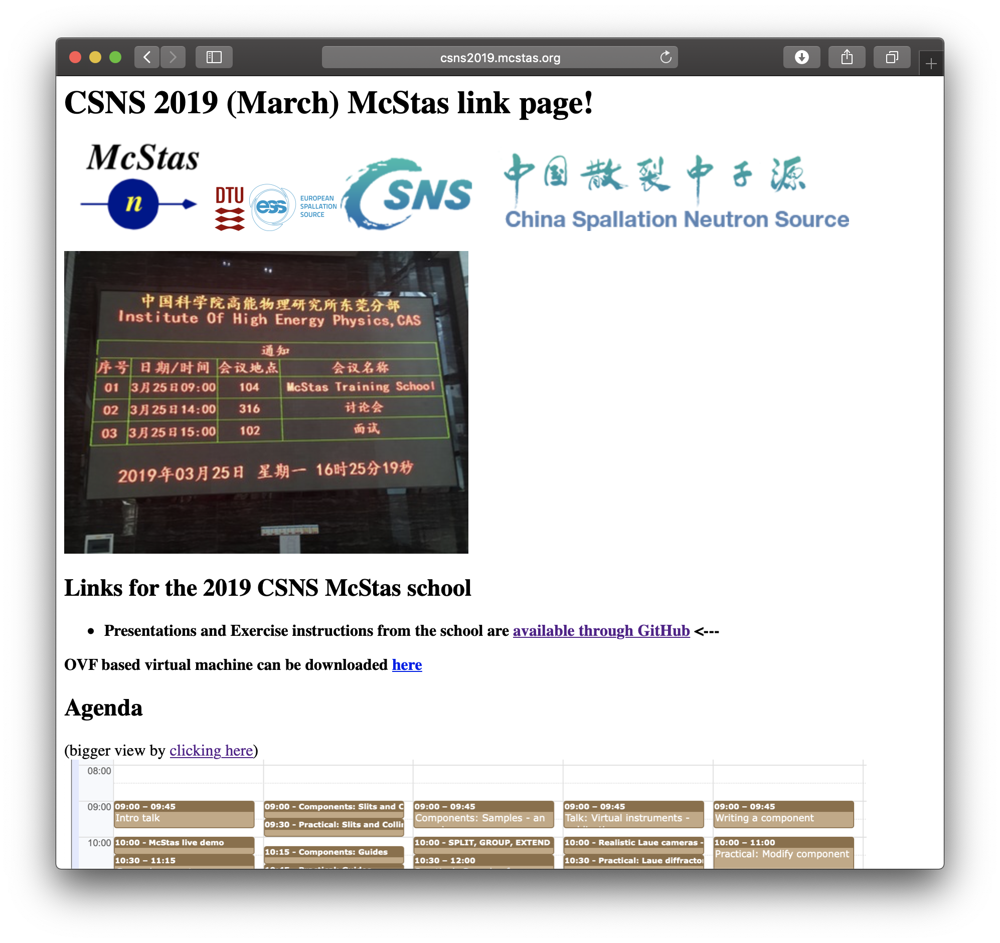 csns2019.mcstas.org
CSNS 2019 (March) McStas link page!
McStas
n
DTU
ess
EUROPEAN
SPALLATION
SOURCE
CSNS
中国散裂中子源
China Spallation Neutron Source
中国科学院高能物理研究所东莞分部
Institute Of High Energy Physics,CAS
通知
序号 日期/时间 会议地点 会议名称
01 3月25日09:00 104 McStas Training School
02 3月25日14:00 316 讨论会
03 3月25日15:00 102 面试
2019年03月25日 星期一 16时25分19秒
Links for the 2019 CSNS McStas school
• Presentations and Exercise instructions from the school are available through GitHub <---
OVF based virtual machine can be downloaded here
Agenda
(bigger view by clicking here)
08:00
09:00
09:00 – 09:45
Intro talk
09:00 - Components: Slits and C
09:30 - Practical: Slits and Collin
09:00 – 09:45
Components: Samples - an
09:00 – 09:45
Talk: Virtual instruments -
09:00 – 09:45
Writing a component
10:00
10:00 - McStas live demo
10:30 – 11:15
10:15 - Components: Guides
10:45 - Practical: Guides
10:00 - SPLIT, GROUP, EXTEND
10:30 – 12:00
10:00 - Realistic Laue cameras -
10:30 - Practical: Laue diffracto
10:00 – 11:00
Practical: Modify component